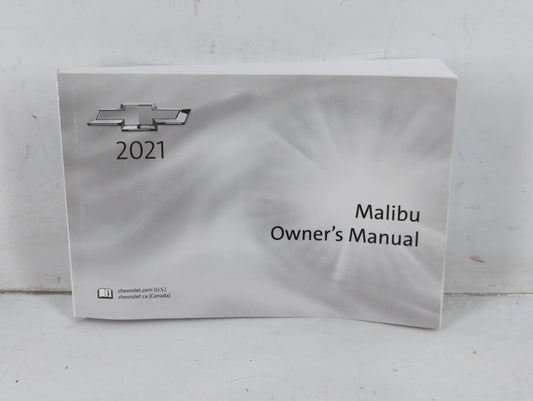 2021
Malibu
Owner's Manual
chevrolet.com (U.S.)
chevrolet.ca (Canada)